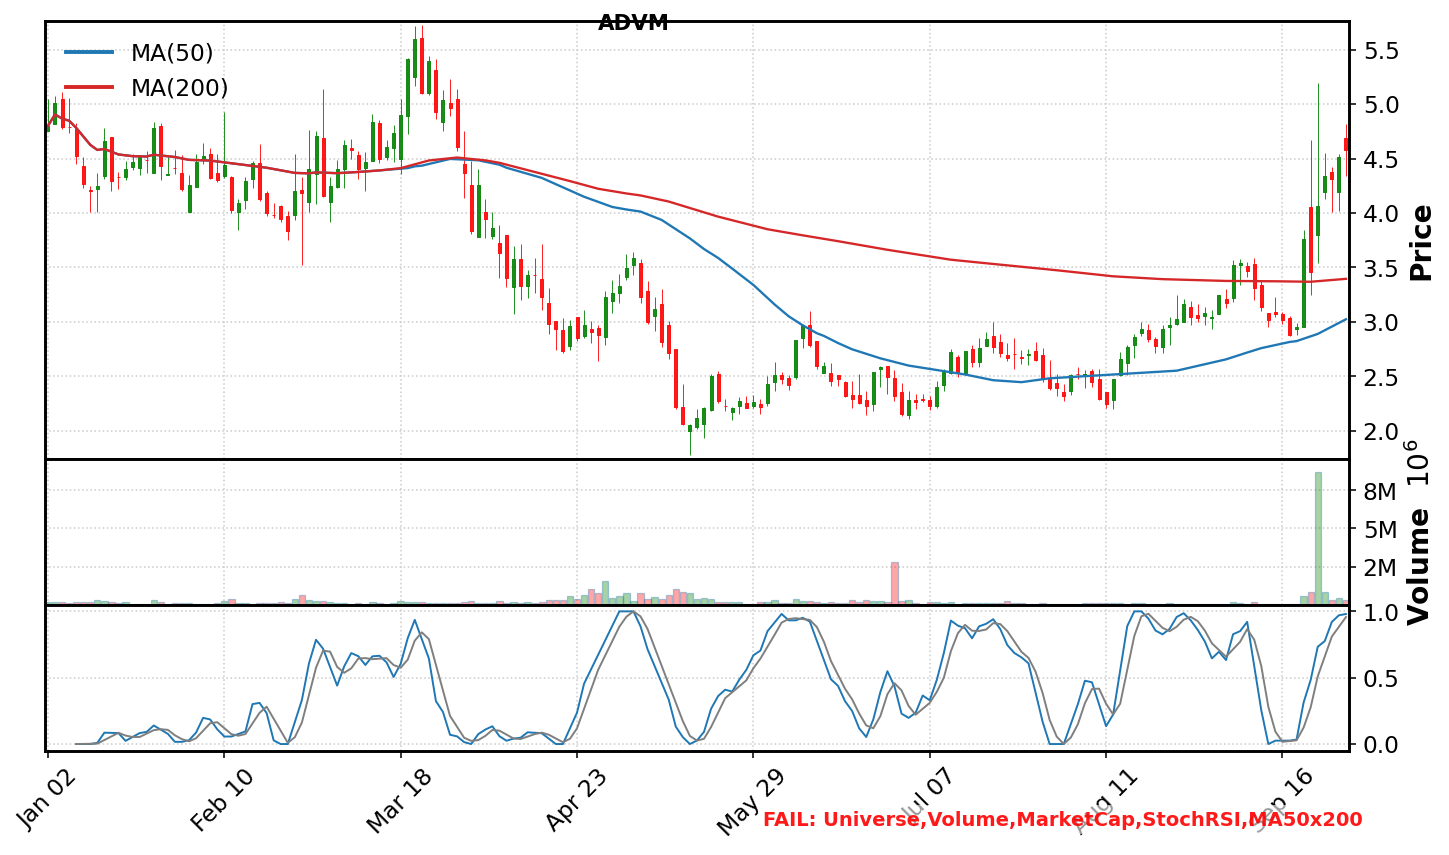 ADVM
MA(50)
MA(200)
5.5
5.0
4.5
4.0
3.5
3.0
2.5
2.0
Price
8M
5M
2M
Volume 10^6
1.0
0.5
0.0
Jan 02
Feb 10
Mar 18
Apr 23
May 29
Jul 07
Aug 11
Sep 16
FAIL: Universe,Volume,MarketCap,StochRSI,MA50x200